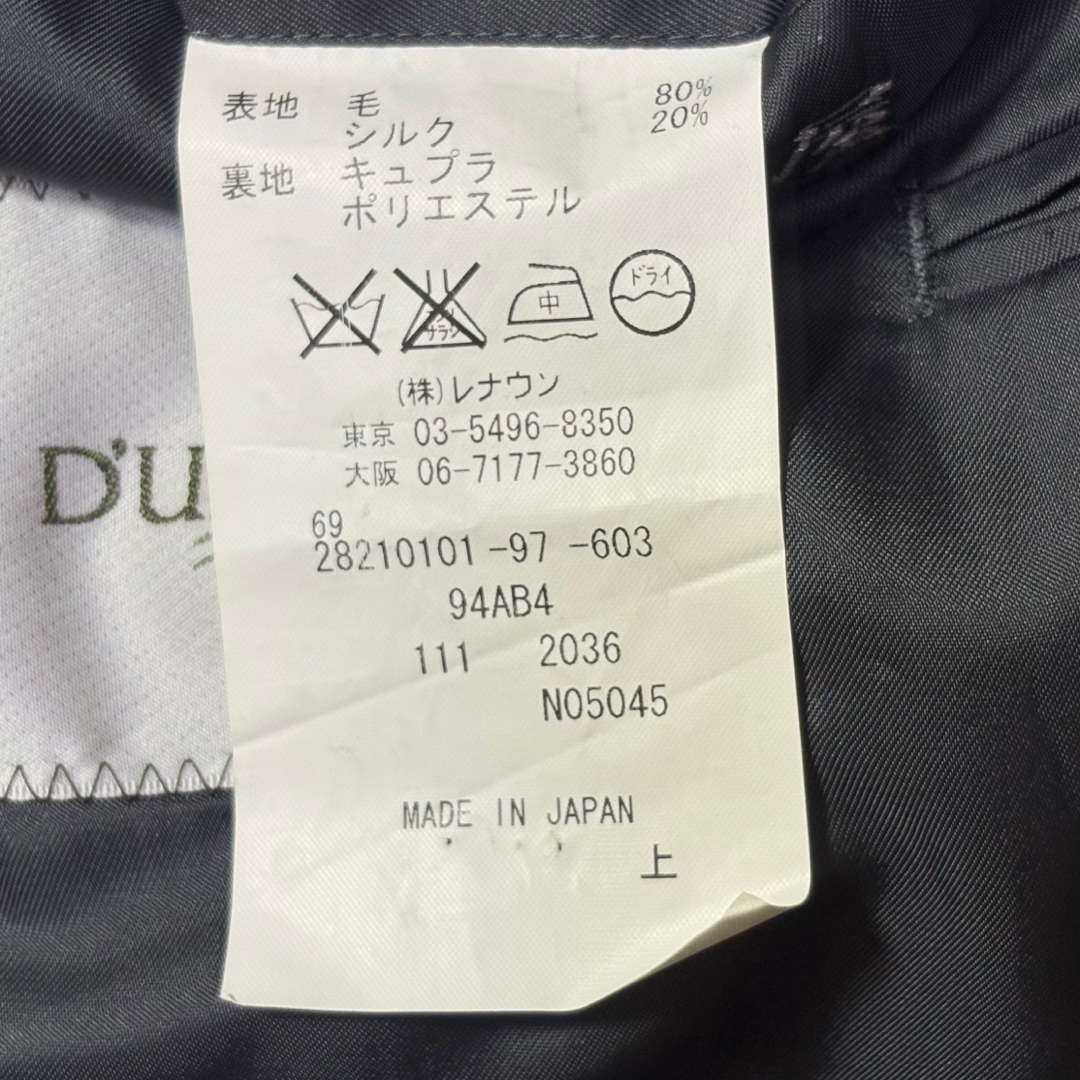 表地 毛 80%
シルク 20%
裏地 キュプラ
ポリエステル
中
ドライ
(株)レナウン
東京 03-5496-8350
大阪 06-7177-3860
69
28210101 -97 -603
94AB4
111 2036
N05045
MADE IN JAPAN
上
D'U